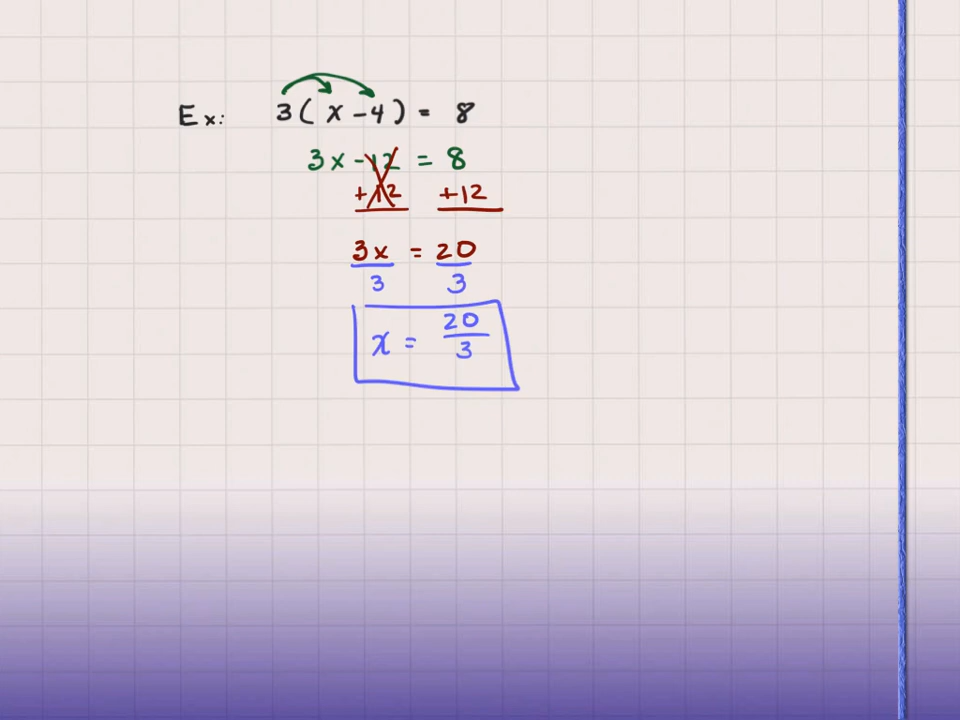 Ex: 3(x-4) = 8
3x-12 = 8
+12 +12
3x = 20
3 3
x = 20/3